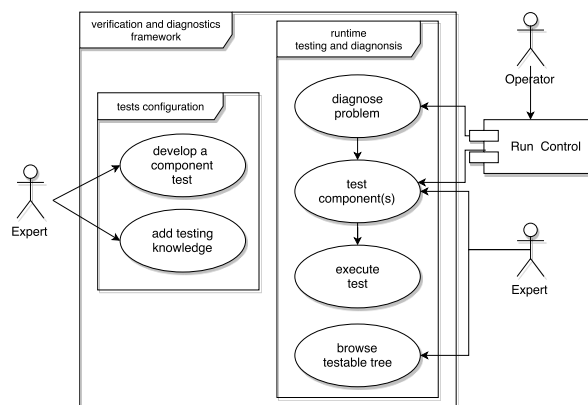 verification and diagnostics
framework
runtime
testing and diagnonsis
Operator
tests configuration
diagnose
problem
Run Control
develop a
component
test
test
component(s)
Expert
add testing
knowledge
execute
test
Expert
browse
testable tree